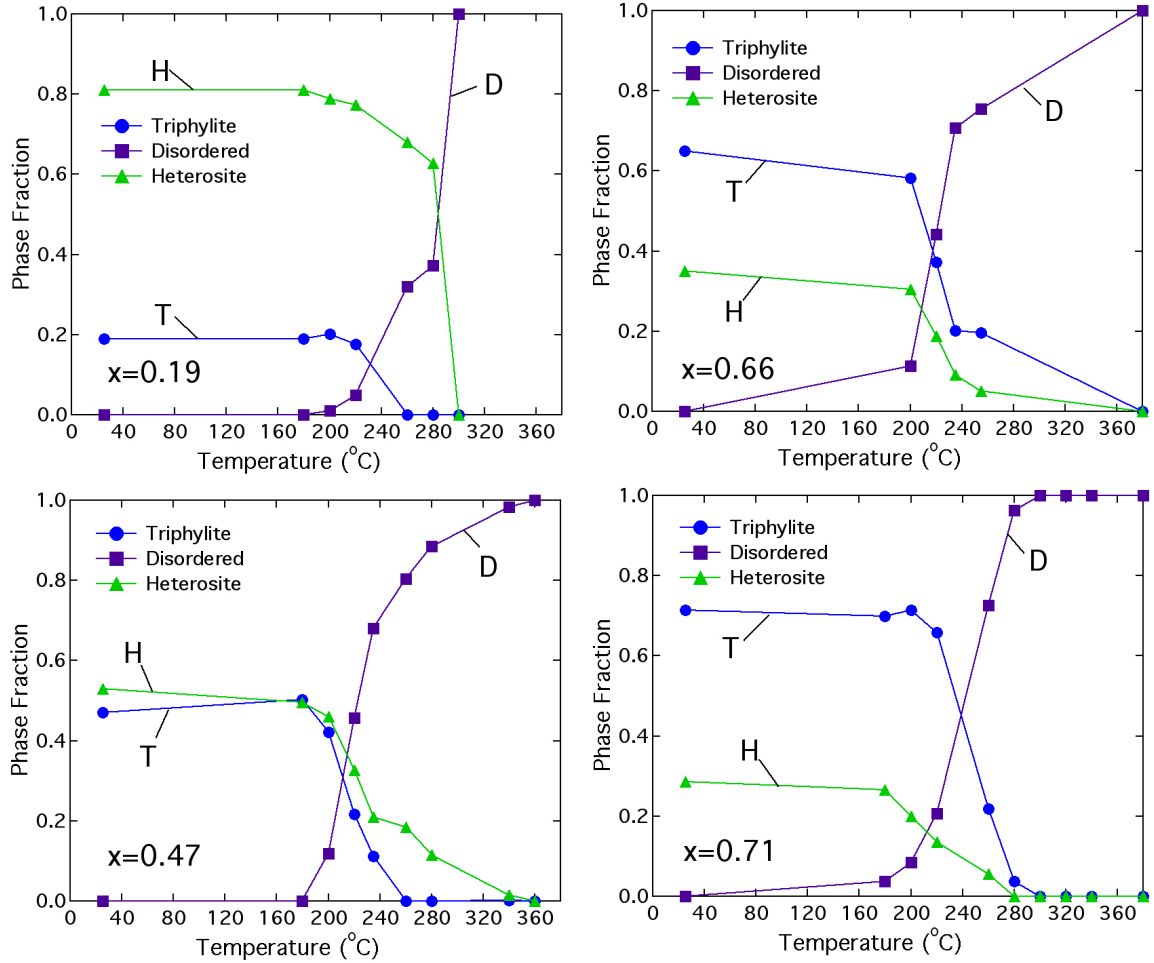 1.0
0.8
0.6
0.4
0.2
0.0
Phase Fraction
H
D
Triphylite
Disordered
Heterosite
T
x=0.19
0 40 80 120 160 200 240 280 320 360
Temperature (°C)
1.0
0.8
0.6
0.4
0.2
0.0
Phase Fraction
Triphylite
Disordered
Heterosite
D
T
H
x=0.66
0 40 80 120 160 200 240 280 320 360
Temperature (°C)
1.0
0.8
0.6
0.4
0.2
0.0
Phase Fraction
Triphylite
Disordered
Heterosite
D
H
T
x=0.47
0 40 80 120 160 200 240 280 320 360
Temperature (°C)
1.0
0.8
0.6
0.4
0.2
0.0
Phase Fraction
Triphylite
Disordered
Heterosite
D
T
H
x=0.71
0 40 80 120 160 200 240 280 320 360
Temperature (°C)